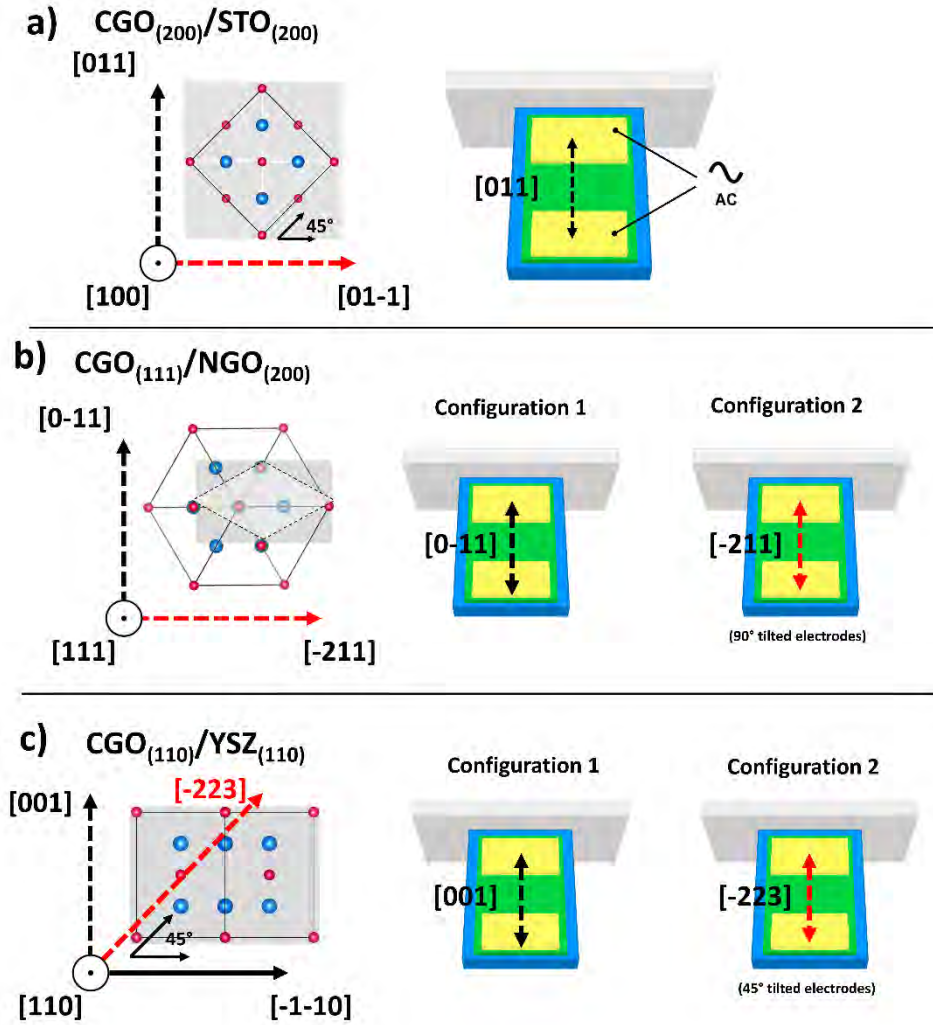 a) CGO(200)/STO(200)
[011]
45°
[100]
[01-1]
[011]
AC
b) CGO(111)/NGO(200)
[0-11]
[111]
[-211]
Configuration 1
[0-11]
Configuration 2
[-211]
(90° tilted electrodes)
c) CGO(110)/YSZ(110)
[001]
[-223]
45°
[110]
[-1-10]
Configuration 1
[001]
Configuration 2
[-223]
(45° tilted electrodes)